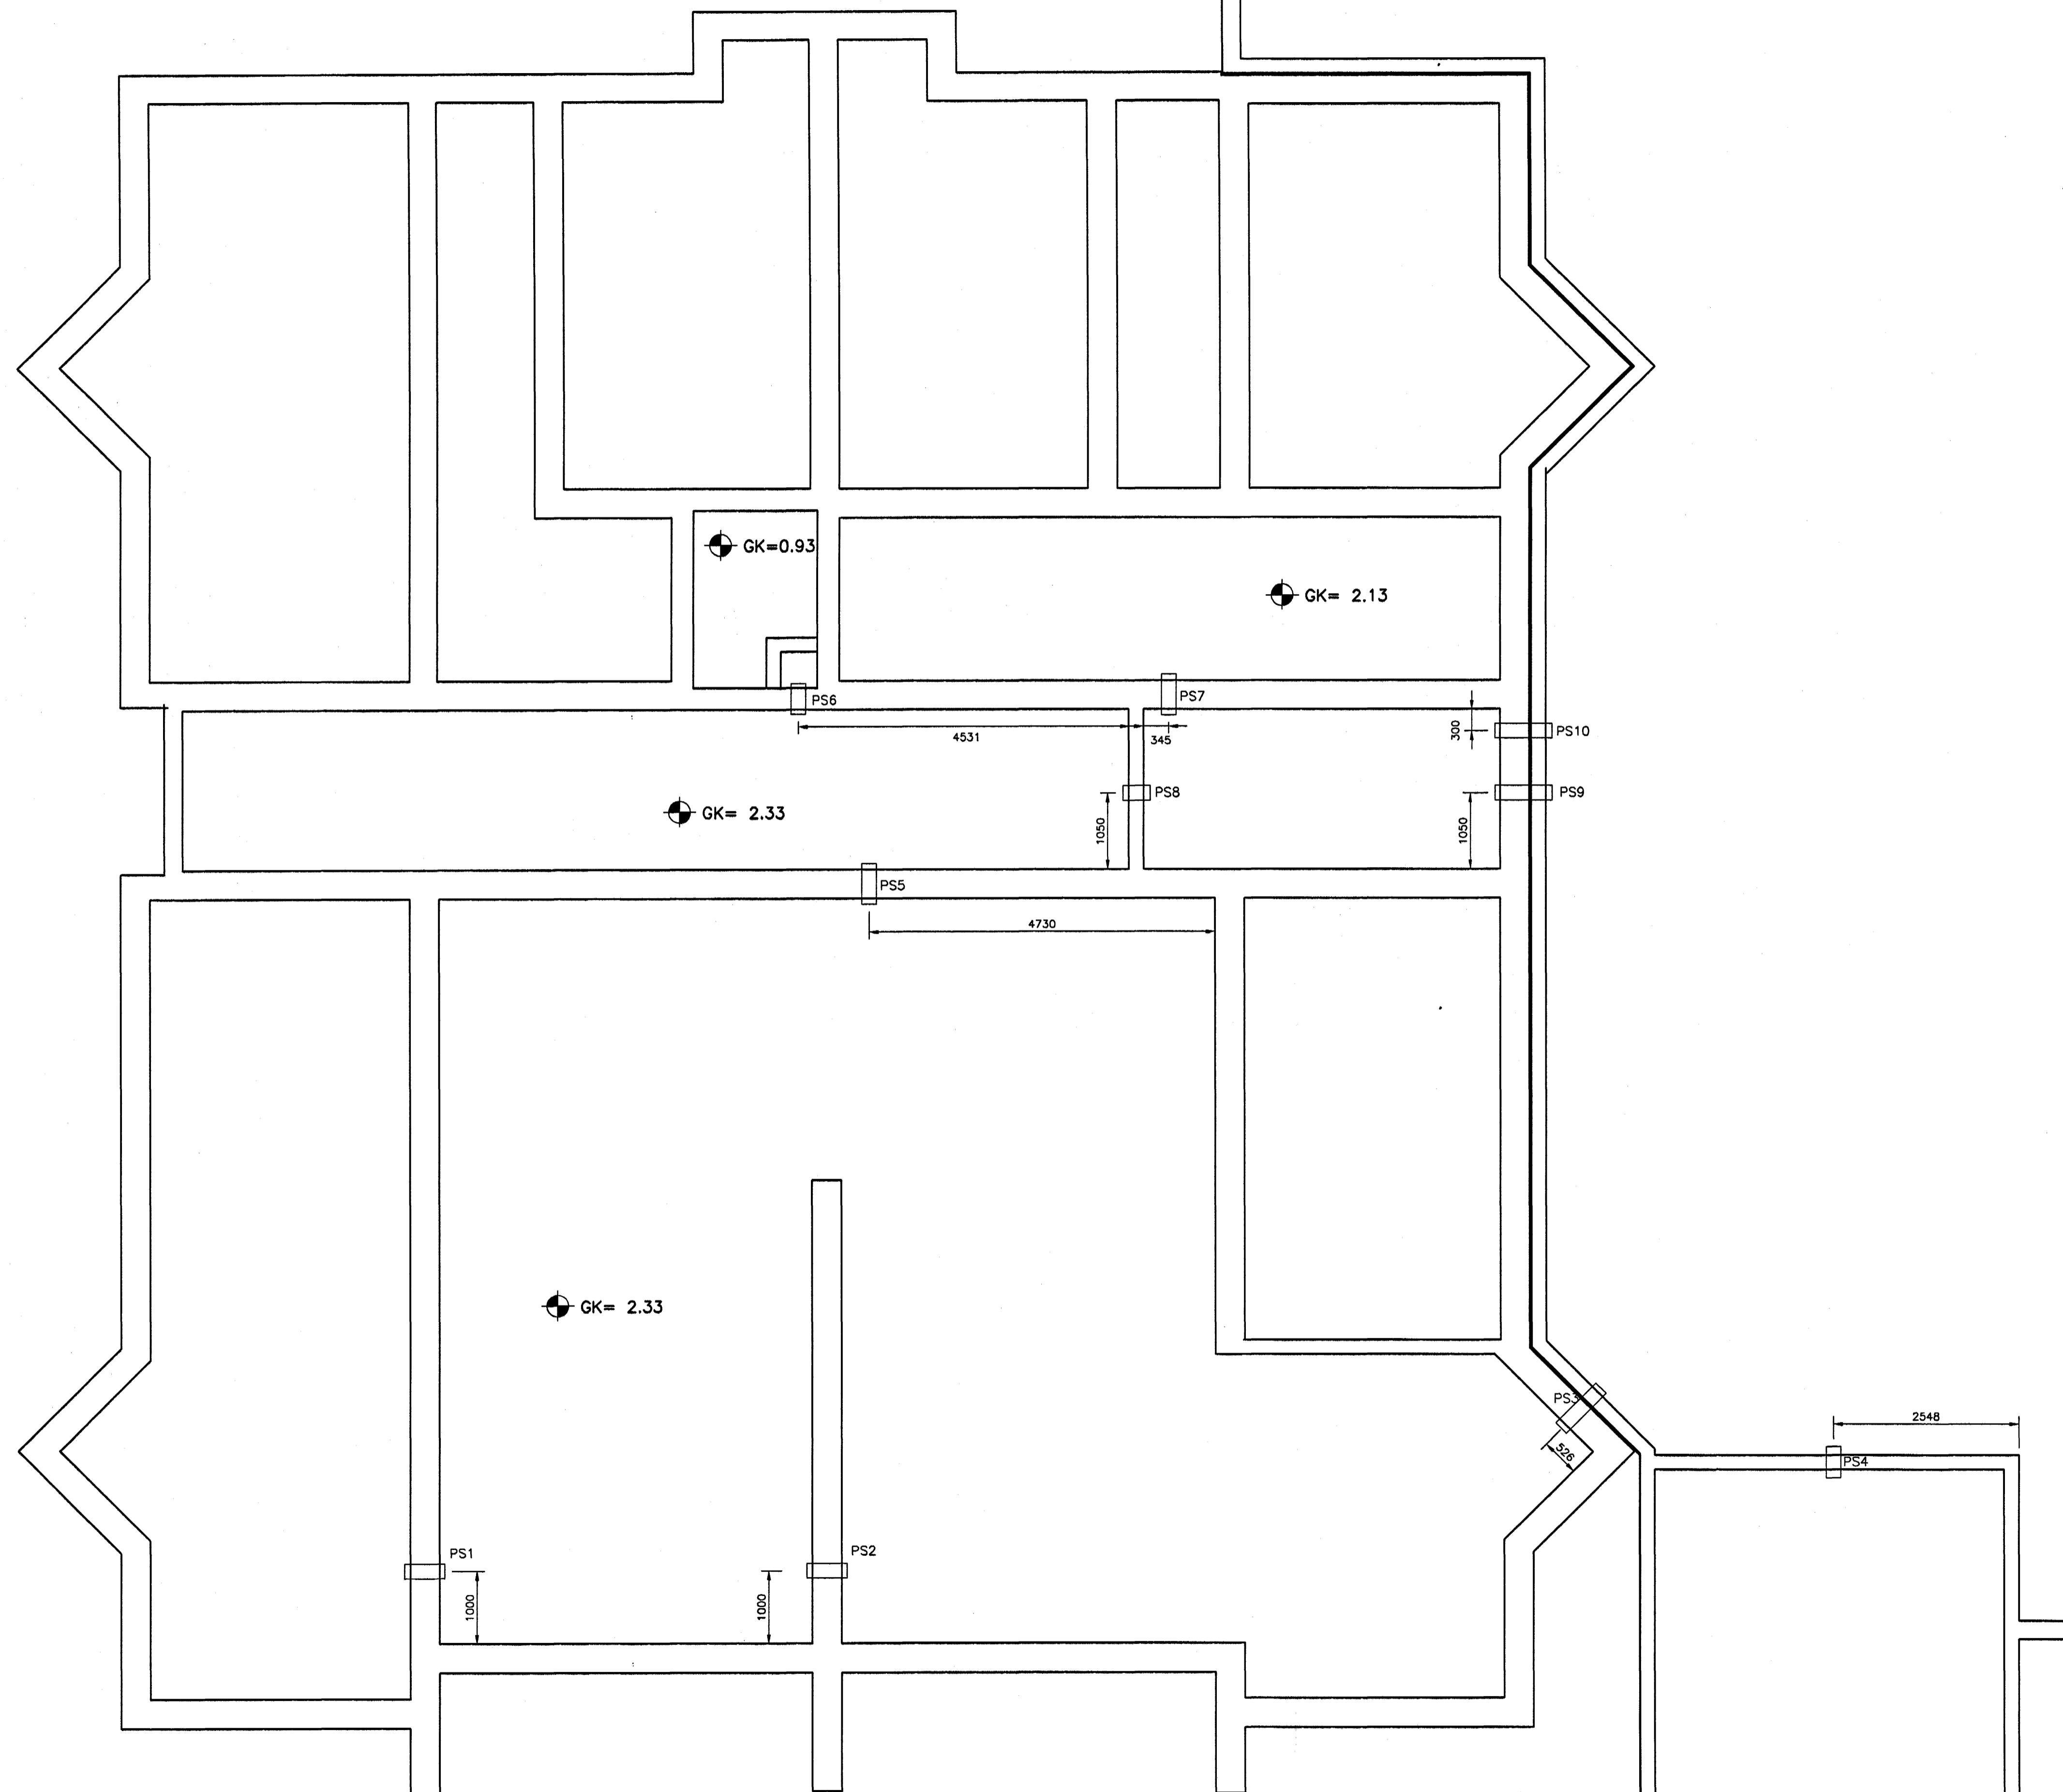 GK=0.93
GK= 2.13
PS6
PS7
4531
345
300
PS10
GK= 2.33
PS8
PS9
1050
1050
PS5
4730
GK= 2.33
PS3
526
2548
PS4
PS1
PS2
1000
1000